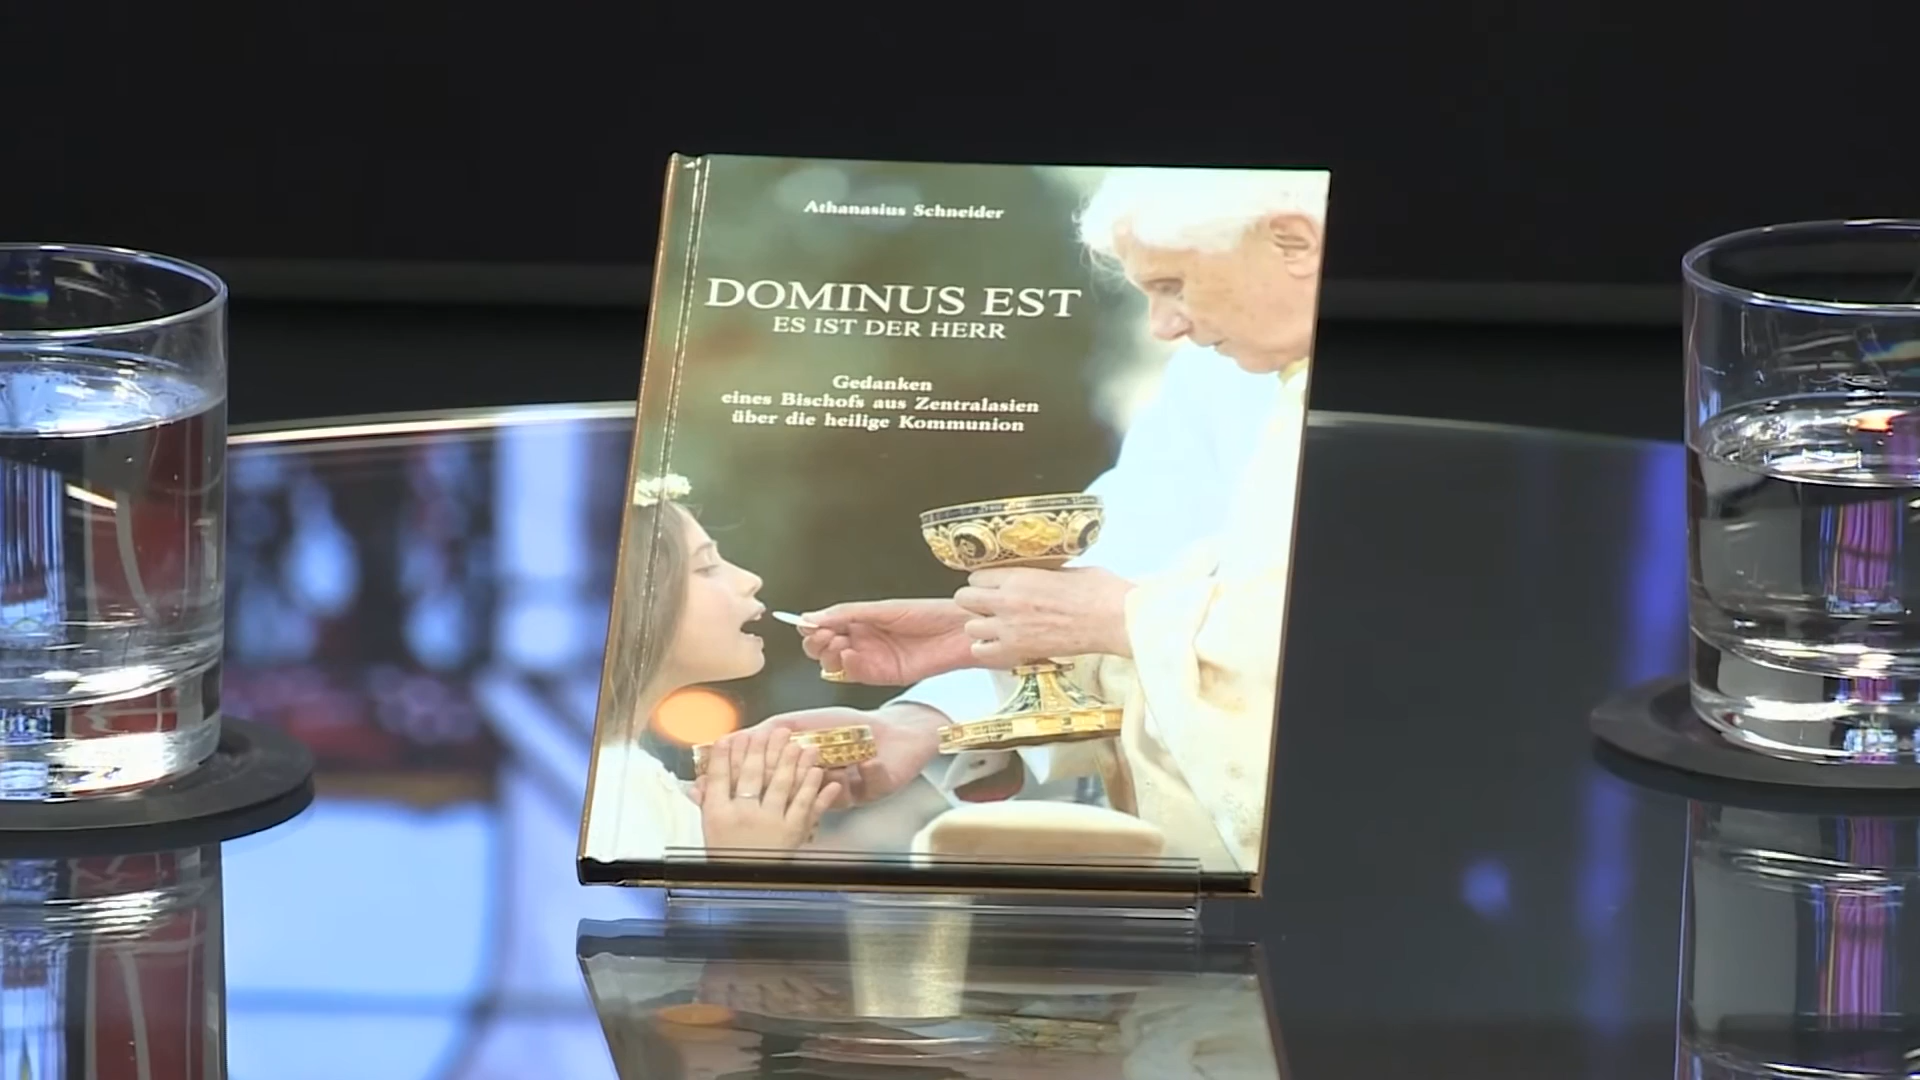 Athanasius Schneider
DOMINUS EST
ES IST DER HERR
Gedanken
eines Bischofs aus Zentralasien
über die heilige Kommunion